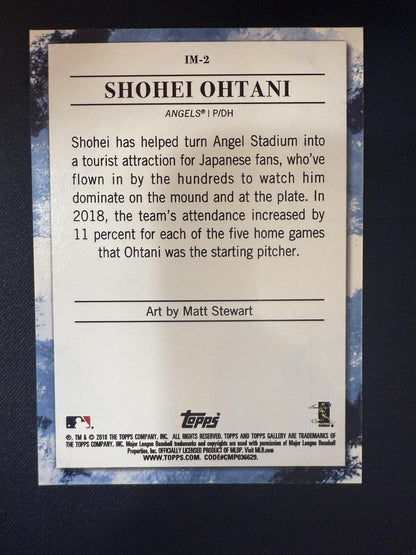 IM-2
SHOHEI OHTANI
ANGELS® | P/DH
Shohei has helped turn Angel Stadium into
a tourist attraction for Japanese fans, who've
flown in by the hundreds to watch him
dominate on the mound and at the plate. In
2018, the team's attendance increased by
11 percent for each of the five home games
that Ohtani was the starting pitcher.
Art by Matt Stewart
Topps
®, TM & © 2019 THE TOPPS COMPANY, INC. ALL RIGHTS RESERVED. TOPPS AND TOPPS GALLERY ARE TRADEMARKS OF
THE TOPPS COMPANY, INC. Major League Baseball trademarks and copyrights are used with permission of Major League Baseball
Properties, Inc. OFFICIALLY LICENSED PRODUCT OF MLBP. Visit MLB.com
WWW.TOPPS.COM. CODE#CMP036629.